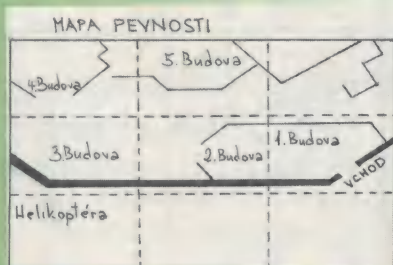 MAPA PEVNOSTI
5. Budova
4. Budova
3. Budova
1. Budova
2. Budova
VCHOD
Helikoptéra